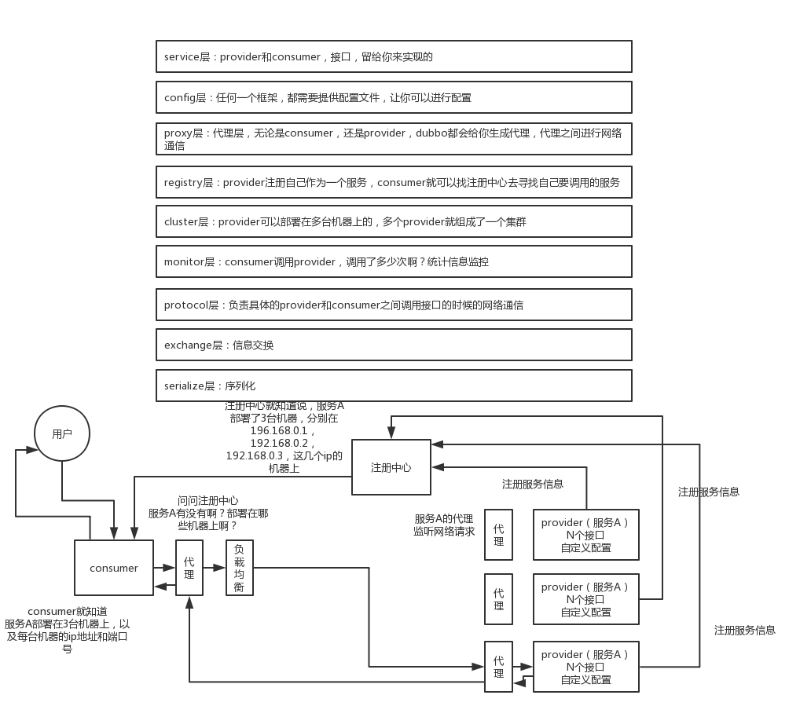 service层：provider和consumer，接口，留给你来实现的
config层：任何一个框架，都需要提供配置文件，让你可以进行配置
proxy层：代理层，无论是consumer，还是provider，dubbo都会给你生成代理，代理之间进行网络
通信
registry层：provider注册自己作为一个服务，consumer就可以找注册中心去寻找自己要调用的服务
cluster层：provider可以部署在多台机器上的，多个provider就组成了一个集群
monitor层：consumer调用provider，调用了多少次啊？统计信息监控
protocol层：负责具体的provider和consumer之间调用接口的时候的网络通信
exchange层：信息交换
serialize层：序列化
注册中心就知道说，服务A
部署了3台机器，分别在
196.168.0.1，
192.168.0.2，
192.168.0.3，这几个ip的
机器上
用户
注册中心
注册服务信息
注册服务信息
问问注册中心
服务A有没有啊？部署在哪
些机器上啊？
服务A的代理
监听网络请求
代
理
provider（服务A）
N个接口
自定义配置
consumer
代
理
负
载
均
衡
代
理
provider（服务A）
N个接口
自定义配置
consumer就知道
服务A部署在3台机器上，以
及每台机器的ip地址和端口
号
注册服务信息
代
理
provider（服务A）
N个接口
自定义配置